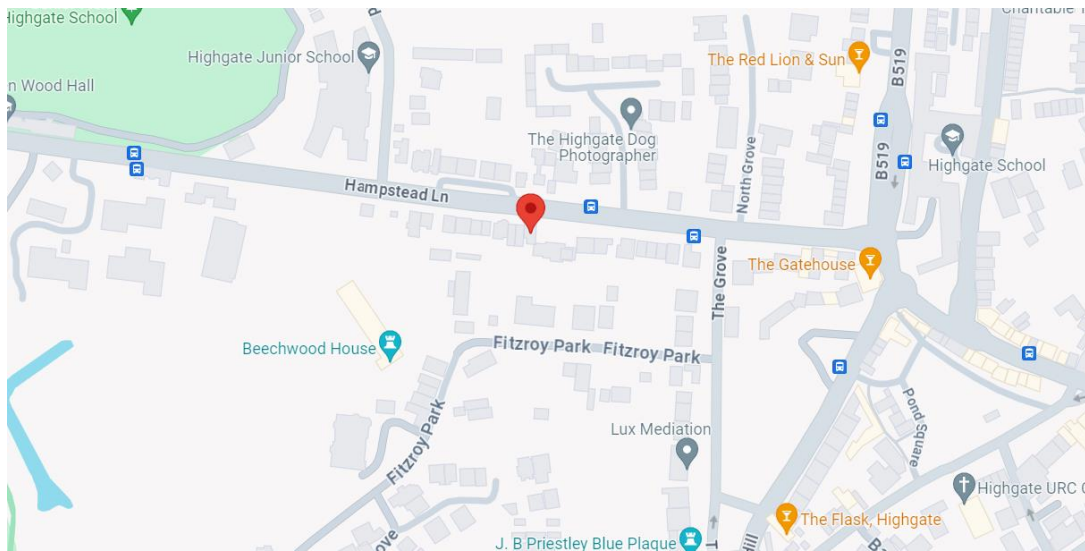 Highgate School
Charitable
Highgate Junior School
The Red Lion & Sun
B519
n Wood Hall
The Highgate Dog
Photographer
North Grove
B519
Highgate School
Hampstead Ln
The Grove
The Gatehouse
Beechwood House
Fitzroy Park
Fitzroy Park
Fitzroy Park
Pond Square
Lux Mediation
Highgate URC C
The Flask, Highgate
J. B Priestley Blue Plaque
Hill